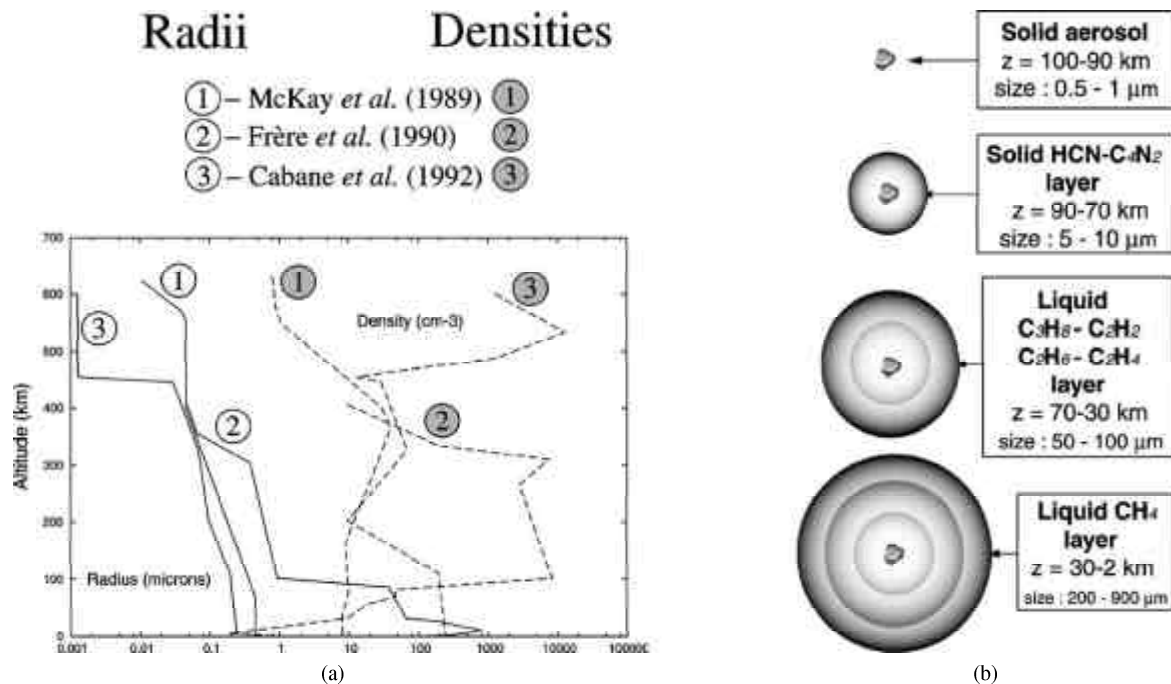 Radii Densities
① – McKay et al. (1989) ①
② – Frère et al. (1990) ②
③ – Cabane et al. (1992) ③
700
600
500
400
300
200
100
0
Altitude (km)
① ① ③
③
② ②
Density (cm-3)
Radius (microns)
0.001 0.01 0.1 1. 10 100 1000 10000 10000C
(a)
Solid aerosol
z = 100-90 km
size : 0.5 - 1 µm
Solid HCN-C4N2
layer
z = 90-70 km
size : 5 - 10 µm
Liquid
C3H8 - C2H2
C2H6 - C2H4
layer
z = 70-30 km
size : 50 - 100 µm
Liquid CH4
layer
z = 30-2 km
size : 200 - 900 µm
(b)